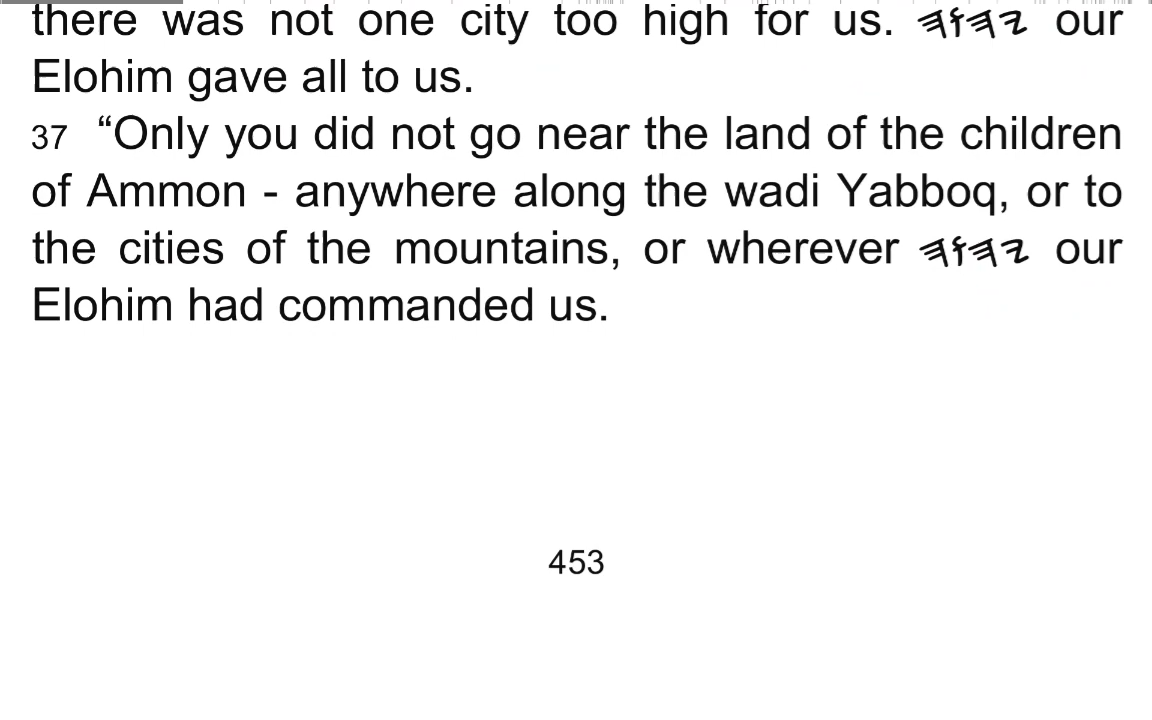 there was not one city too high for us. 𐤉𐤄𐤅𐤄 our
Elohim gave all to us.
37 “Only you did not go near the land of the children
of Ammon - anywhere along the wadi Yabboq, or to
the cities of the mountains, or wherever 𐤉𐤄𐤅𐤄 our
Elohim had commanded us.
453